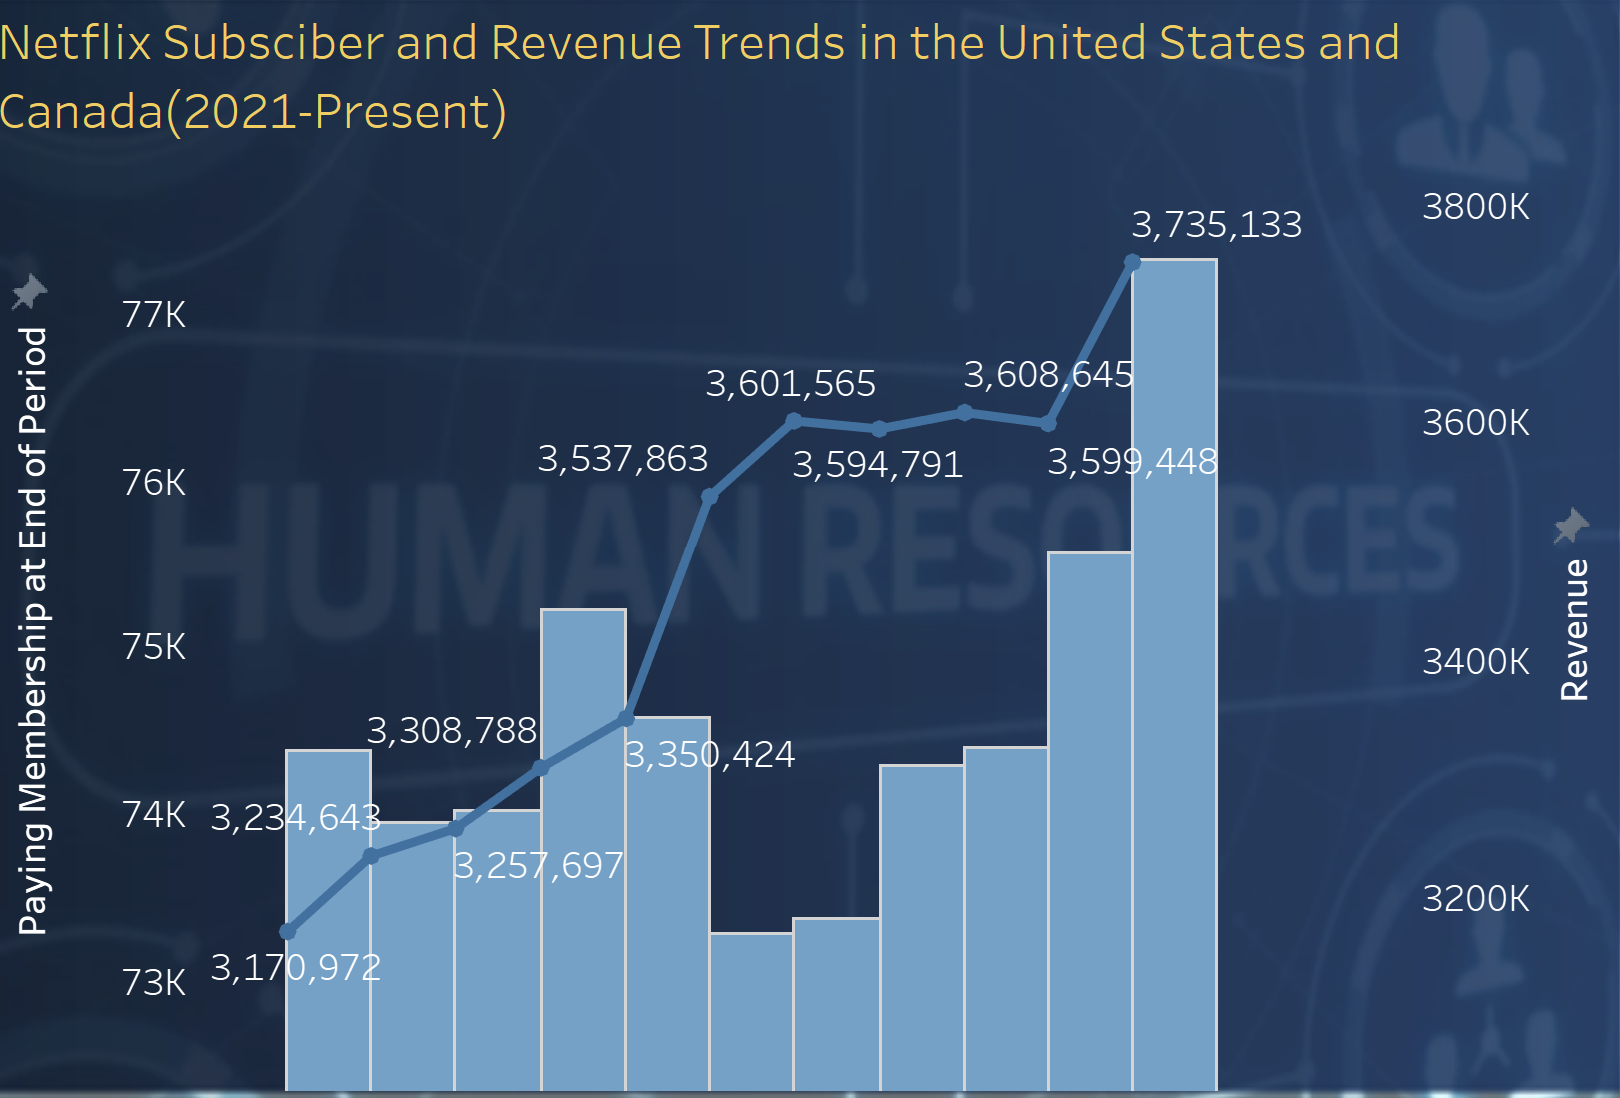 Netflix Subsciber and Revenue Trends in the United States and
Canada(2021-Present)
Paying Membership at End of Period
77K
76K
75K
74K
73K
3,170,972
3,234,643
3,257,697
3,308,788
3,350,424
3,537,863
3,601,565
3,594,791
3,608,645
3,599,448
3,735,133
HUMAN RESOURCES
3800K
3600K
3400K
3200K
Revenue